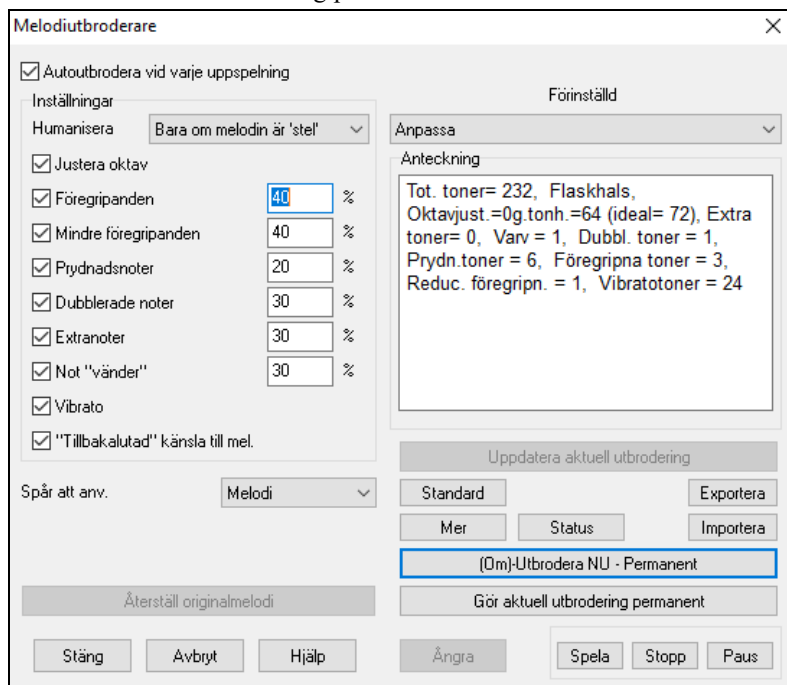 Melodiutbroderare
Autoutbrodera vid varje uppspelning
Inställningar
Humanisera Bara om melodin är 'stel'
Justera oktav
Föregripanden 40 %
Mindre föregripanden 40 %
Prydnadsnoter 20 %
Dubblerade noter 30 %
Extranoter 30 %
Not "vänder" 30 %
Vibrato
"Tillbakalutad" känsla till mel.
Spår att anv. Melodi
Återställ originalmelodi
Stäng Avbryt Hjälp
Förinställd
Anpassa
Anteckning
Tot. toner= 232, Flaskhals,
Oktavjust.=0g.tonh.=64 (ideal= 72), Extra
toner= 0, Varv = 1, Dubbl. toner = 1,
Prydn.toner = 6, Föregripna toner = 3,
Reduc. föregripn. = 1, Vibratotoner = 24
Uppdatera aktuell utbrodering
Standard Exportera
Mer Status Importera
(Om)-Utbrodera NU - Permanent
Gör aktuell utbrodering permanent
Ångra Spela Stopp Paus